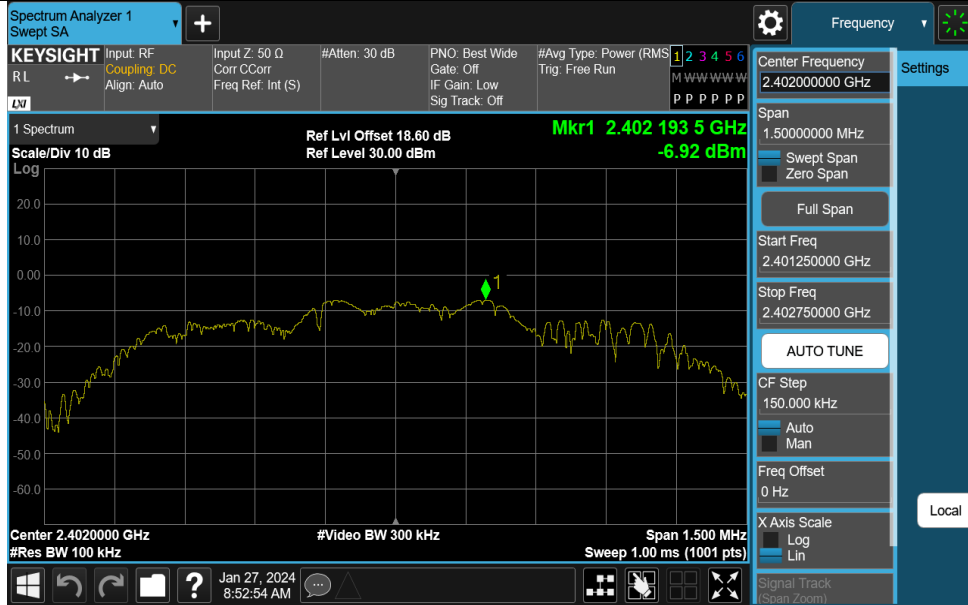 Spectrum Analyzer 1
Swept SA
+
Frequency
KEYSIGHT
R L
LXI
Input: RF
Coupling: DC
Align: Auto
Input Z: 50 Ω
Corr CCorr
Freq Ref: Int (S)
#Atten: 30 dB
PNO: Best Wide
Gate: Off
IF Gain: Low
Sig Track: Off
#Avg Type: Power (RMS
Trig: Free Run
1 2 3 4 5 6
M W W W W W
P P P P P P
1 Spectrum
Scale/Div 10 dB
Ref Lvl Offset 18.60 dB
Ref Level 30.00 dBm
Mkr1 2.402 193 5 GHz
-6.92 dBm
Log
20.0
10.0
0.00
-10.0
-20.0
-30.0
-40.0
-50.0
-60.0
1
Center 2.4020000 GHz
#Res BW 100 kHz
#Video BW 300 kHz
Span 1.500 MHz
Sweep 1.00 ms (1001 pts)
Center Frequency
2.402000000 GHz
Settings
Span
1.50000000 MHz
Swept Span
Zero Span
Full Span
Start Freq
2.401250000 GHz
Stop Freq
2.402750000 GHz
AUTO TUNE
CF Step
150.000 kHz
Auto
Man
Freq Offset
0 Hz
Local
X Axis Scale
Log
Lin
Signal Track
(Span Zoom)
?
Jan 27, 2024
8:52:54 AM